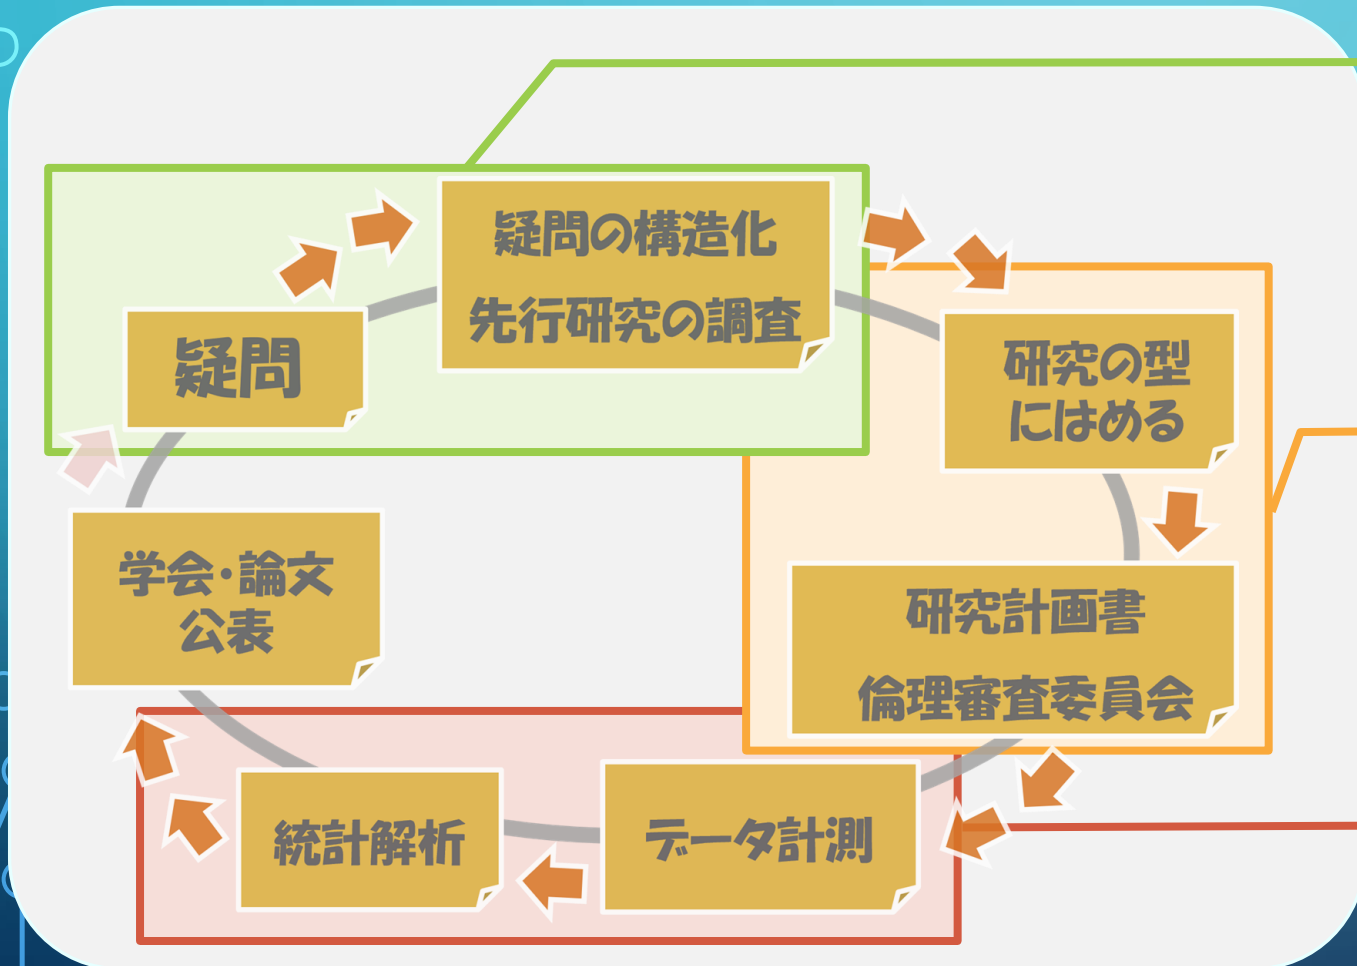 疑問
疑問の構造化
先行研究の調査
研究の型
にはめる
研究計画書
倫理審査委員会
データ計測
統計解析
学会・論文
公表